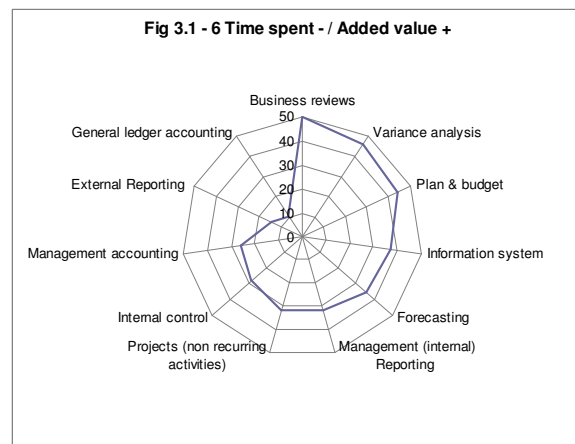 Fig 3.1 - 6 Time spent - / Added value +
Business reviews
50
40
30
20
10
0
Variance analysis
Plan & budget
Information system
Forecasting
Management (internal)
Reporting
Projects (non recurring
activities)
Internal control
Management accounting
External Reporting
General ledger accounting